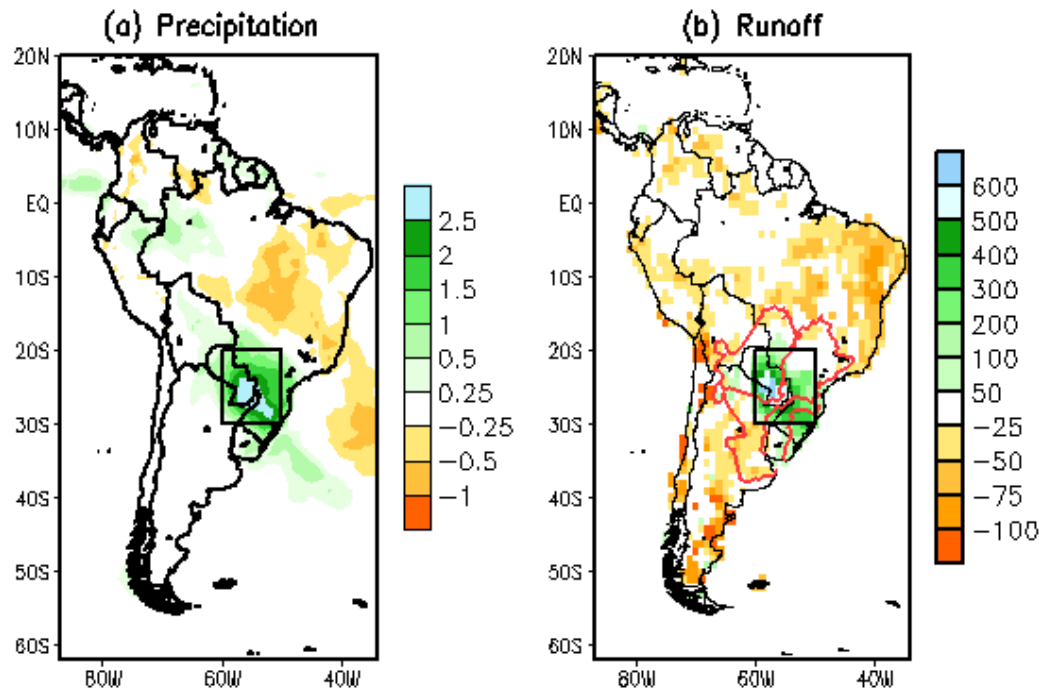 (a) Precipitation
20N
10N
EQ
10S
20S
30S
40S
50S
60S
80W
60W
40W
2.5
2
1.5
1
0.5
0.25
−0.25
−0.5
−1
(b) Runoff
20N
10N
EQ
10S
20S
30S
40S
50S
60S
80W
60W
40W
600
500
400
300
200
100
50
−25
−50
−75
−100